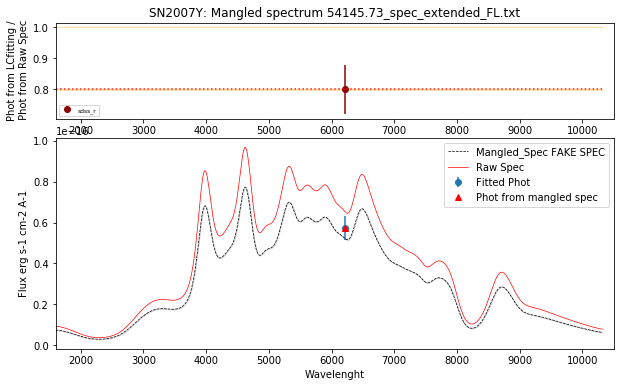 SN2007Y: Mangled spectrum 54145.73_spec_extended_FL.txt
Phot from LCfitting /
Phot from Raw Spec
1.0
0.9
0.8
sdss_r
2000 3000 4000 5000 6000 7000 8000 9000 10000
1e−16
Flux erg s-1 cm-2 A-1
1.0
0.8
0.6
0.4
0.2
0.0
Mangled_Spec FAKE SPEC
Raw Spec
Fitted Phot
Phot from mangled spec
2000 3000 4000 5000 6000 7000 8000 9000 10000
Wavelenght